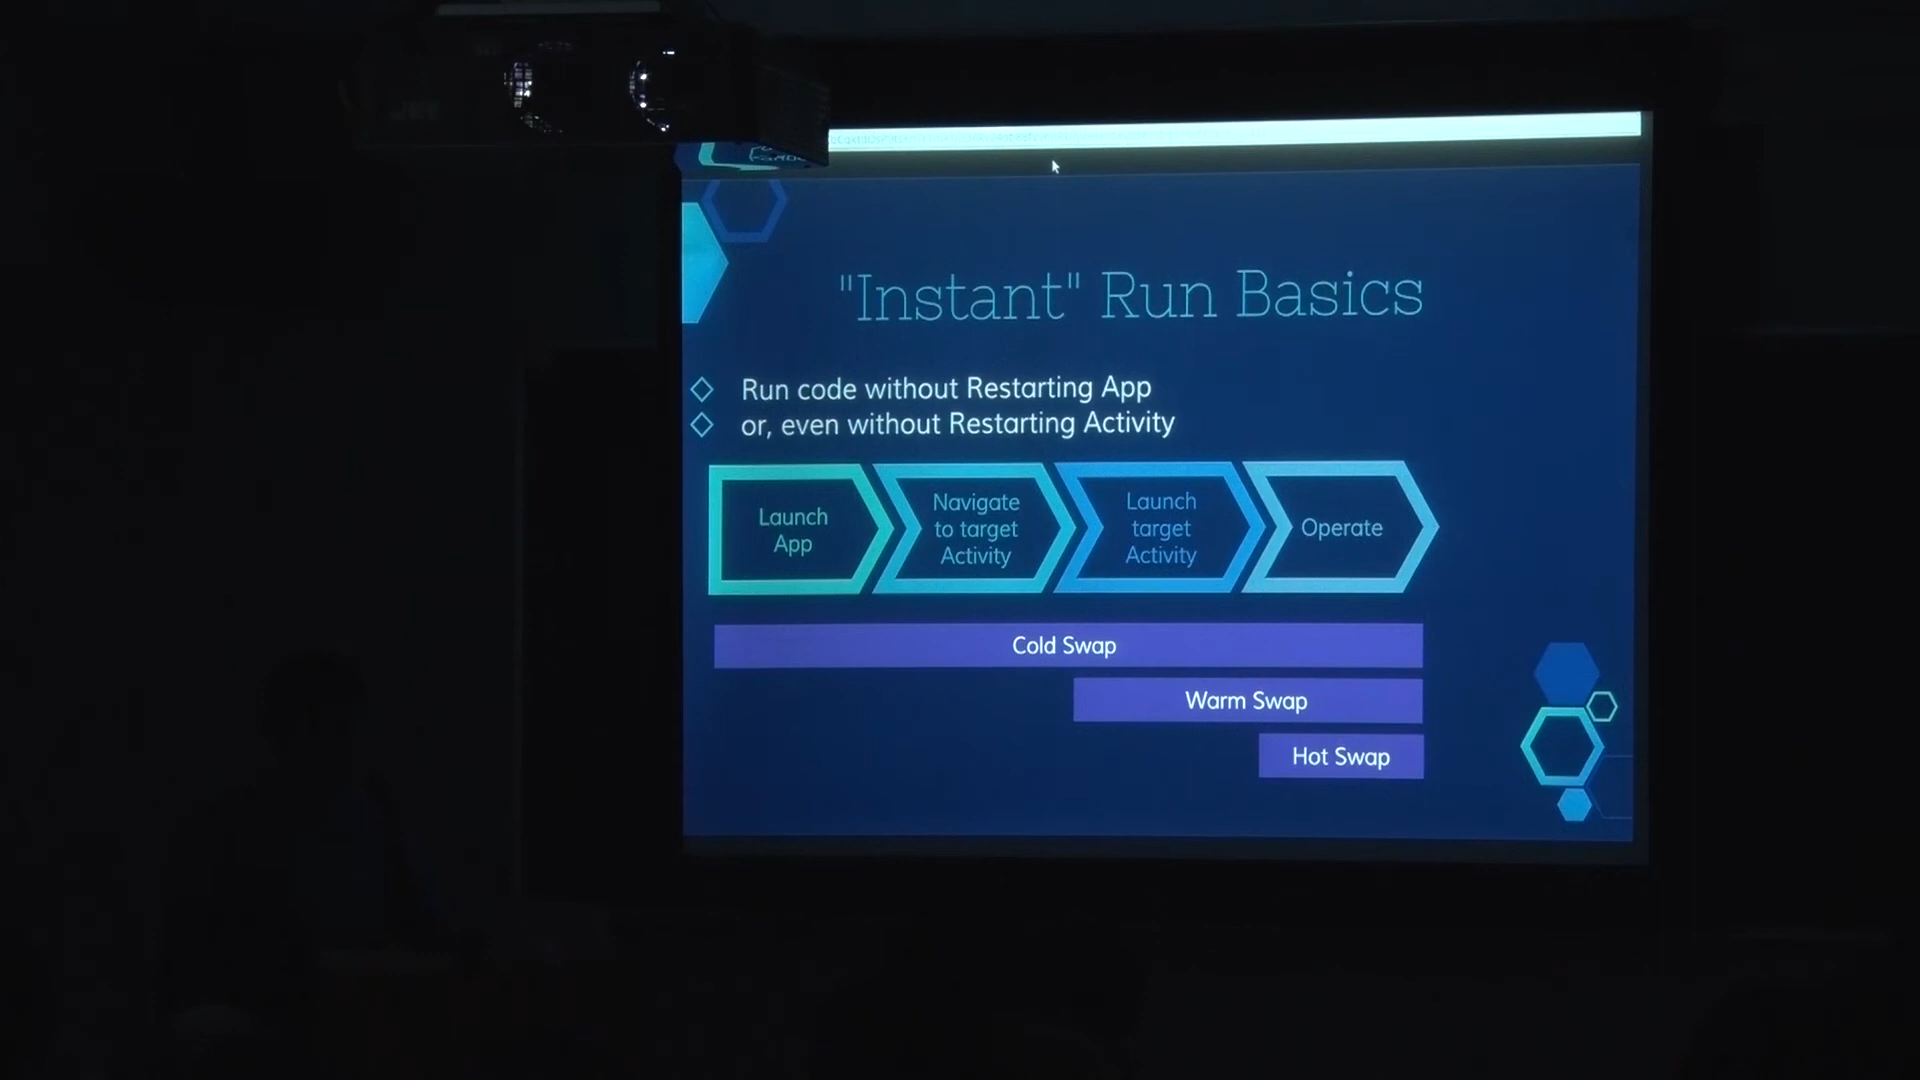 "Instant" Run Basics
Run code without Restarting App
or, even without Restarting Activity
Launch
App
Navigate
to target
Activity
Launch
target
Activity
Operate
Cold Swap
Warm Swap
Hot Swap